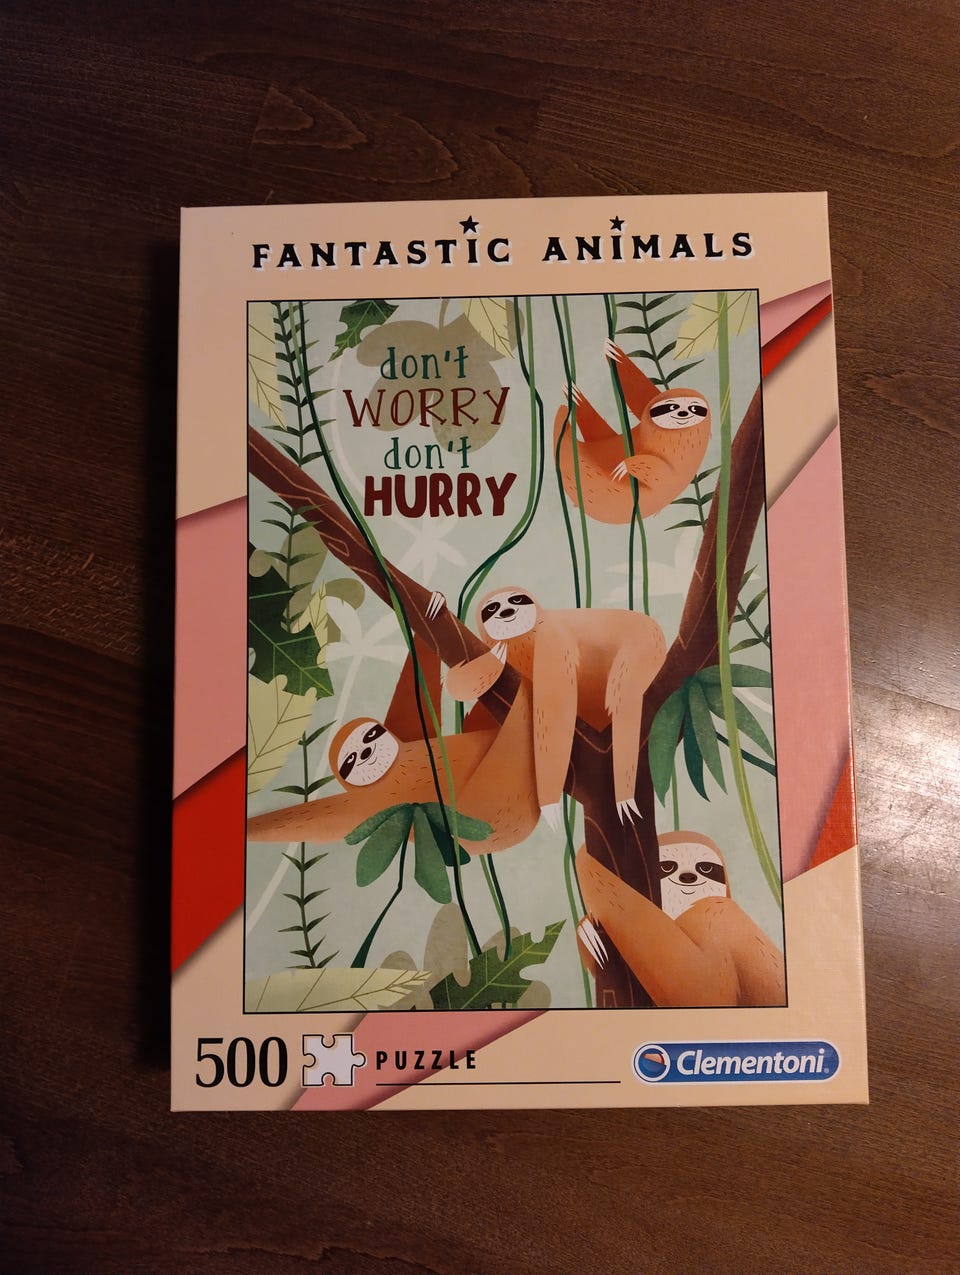 FANTASTIC ANIMALS
don't
WORRY
don't
HURRY
500 PUZZLE Clementoni®